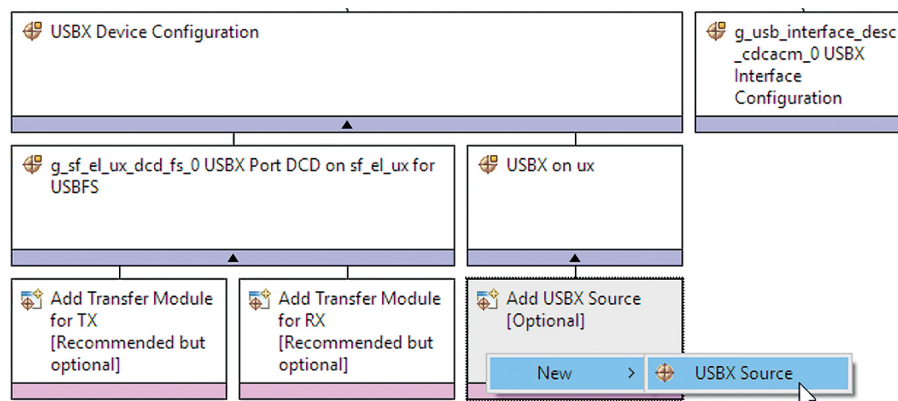 USBX Device Configuration
g_usb_interface_desc
_cdcacm_0 USBX
Interface
Configuration
g_sf_el_ux_dcd_fs_0 USBX Port DCD on sf_el_ux for
USBFS
USBX on ux
Add Transfer Module
for TX
[Recommended but
optional]
Add Transfer Module
for RX
[Recommended but
optional]
Add USBX Source
[Optional]
New
USBX Source